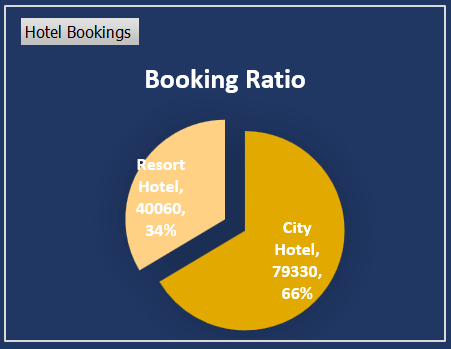 Hotel Bookings
Booking Ratio
Resort
Hotel,
40060,
34%
City
Hotel,
79330,
66%